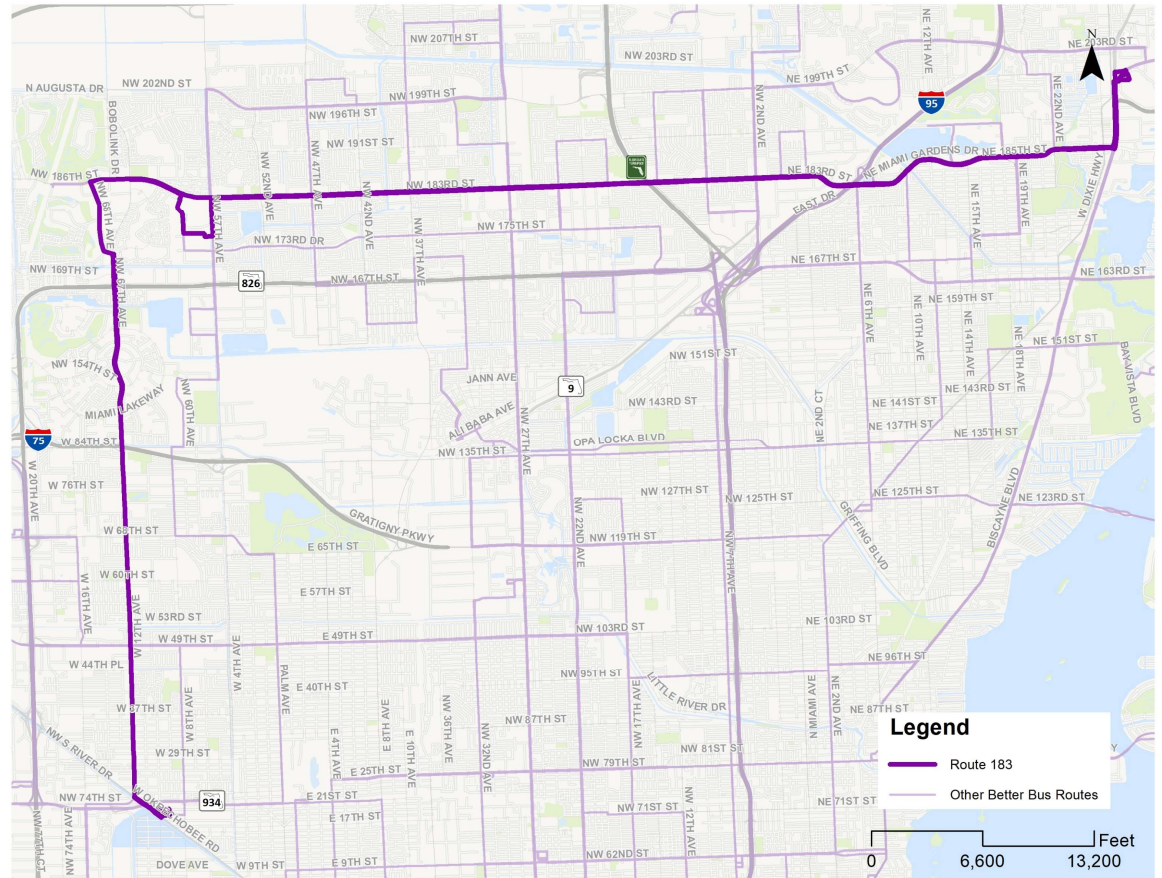 NW 207TH ST
NE 12TH AVE
N
NE 203RD ST
NW 203RD ST
NE 199TH ST
NW 202ND ST
N AUGUSTA DR
BOBOLINK DR
NW 199TH ST
NW 196TH ST
NW 2ND AVE
NE 22ND AVE
95
NW 191ST ST
NW 186TH ST
NW 52ND AVE
NW 47TH AVE
NW 42ND AVE
NW 183RD ST
NE 183RD ST
NE MIAMI GARDENS DR
NE 185TH ST
NE 19TH AVE
W DIXIE HWY
NW 68TH AVE
NW 57TH AVE
EAST DR
NE 15TH AVE
NW 173RD DR
NW 37TH AVE
NW 175TH ST
NW 169TH ST
NW 67TH AVE
826
NW 167TH ST
NE 167TH ST
NE 163RD ST
NE 6TH AVE
NE 10TH AVE
NE 159TH ST
NE 14TH AVE
NE 18TH AVE
NW 151ST ST
NE 151ST ST
BAY VISTA BLVD
NW 154TH ST
MIAMI LAKEWAY
NW 60TH AVE
JANN AVE
9
ALI BABA AVE
NW 27TH AVE
NW 143RD ST
NE 2ND CT
NE 143RD ST
NE 141ST ST
NE 137TH ST
NE 135TH ST
75
W 84TH ST
NW 135TH ST
OPA LOCKA BLVD
W 20TH AVE
W 76TH ST
NW 127TH ST
NW 125TH ST
NE 125TH ST
NE 123RD ST
GRATIGNY PKWY
NW 22ND AVE
GRIFFING BLVD
BISCAYNE BLVD
W 68TH ST
E 65TH ST
NW 119TH ST
NW 7TH AVE
W 16TH AVE
W 60TH ST
E 57TH ST
W 12TH AVE
W 53RD ST
W 49TH ST
E 49TH ST
NW 103RD ST
NE 103RD ST
W 4TH AVE
W 44TH PL
PALM AVE
E 40TH ST
NW 95TH ST
NE 96TH ST
LITTLE RIVER DR
W 8TH AVE
W 37TH ST
NW 36TH AVE
NW 32ND AVE
NW 87TH ST
NW 17TH AVE
N MIAMI AVE
NE 2ND AVE
NE 87TH ST
E 4TH AVE
E 8TH AVE
E 10TH AVE
NW S RIVER DR
W 29TH ST
E 25TH ST
NW 81ST ST
NW 79TH ST
Legend
Route 183
Other Better Bus Routes
NW 74TH ST
W OKEECHOBEE RD
934
E 21ST ST
E 17TH ST
NW 71ST ST
NE 71ST ST
NW 74TH AVE
NW 12TH AVE
DOVE AVE
W 9TH ST
E 9TH ST
NW 62ND ST
Feet
0
6,600
13,200